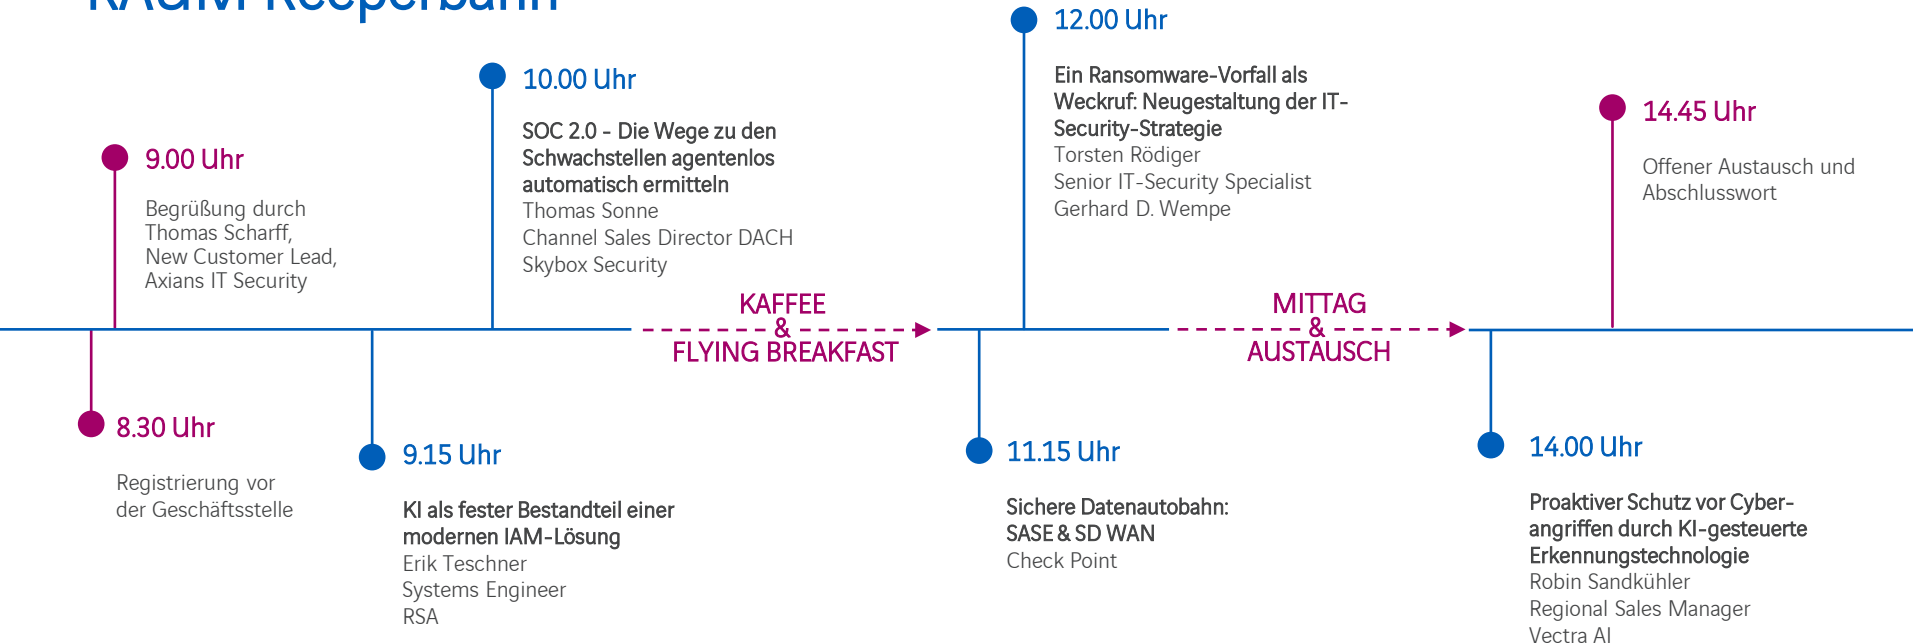 8.30 Uhr
Registrierung vor
der Geschäftsstelle
9.00 Uhr
Begrüßung durch
Thomas Scharff,
New Customer Lead,
Axians IT Security
9.15 Uhr
KI als fester Bestandteil einer
modernen IAM-Lösung
Erik Teschner
Systems Engineer
RSA
10.00 Uhr
SOC 2.0 - Die Wege zu den
Schwachstellen agentenlos
automatisch ermitteln
Thomas Sonne
Channel Sales Director DACH
Skybox Security
KAFFEE
&
FLYING BREAKFAST
11.15 Uhr
Sichere Datenautobahn:
SASE & SD WAN
Check Point
12.00 Uhr
Ein Ransomware-Vorfall als
Weckruf: Neugestaltung der IT-
Security-Strategie
Torsten Rödiger
Senior IT-Security Specialist
Gerhard D. Wempe
MITTAG
&
AUSTAUSCH
14.00 Uhr
Proaktiver Schutz vor Cyber-
angriffen durch KI-gesteuerte
Erkennungstechnologie
Robin Sandkühler
Regional Sales Manager
Vectra AI
14.45 Uhr
Offener Austausch und
Abschlusswort